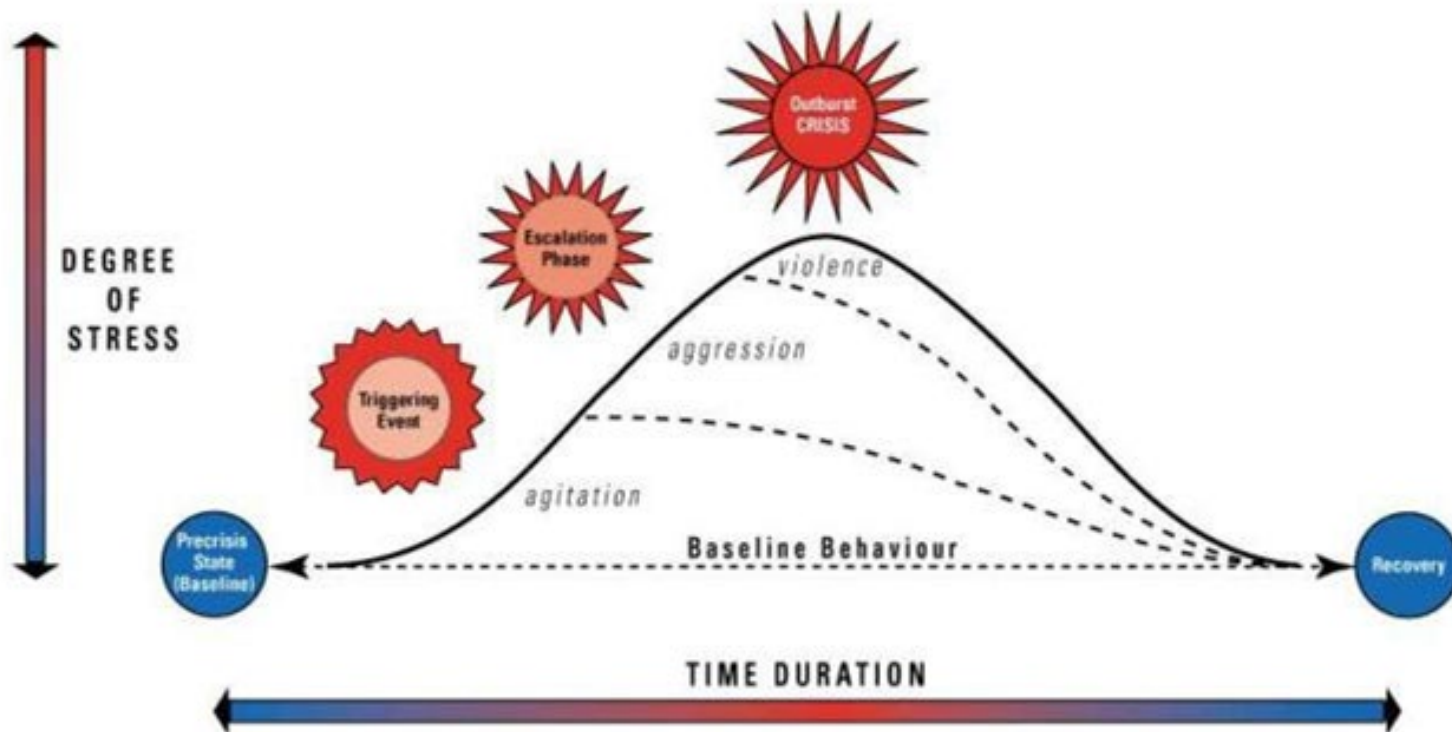 Outburst
CRISIS
Escalation
Phase
violence
DEGREE
OF
STRESS
aggression
Triggering
Event
agitation
Precrisis
State
(Baseline)
Baseline Behaviour
Recovery
TIME DURATION